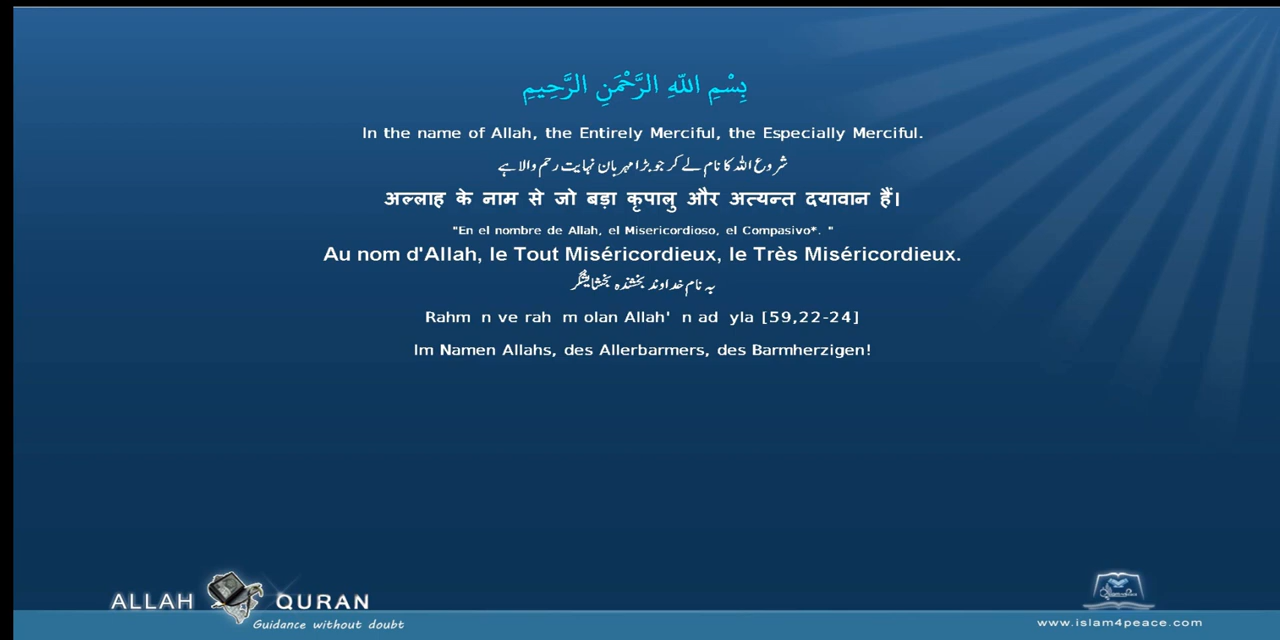 بِسْمِ اللّهِ الرَّحْمَنِ الرَّحِيمِ
In the name of Allah, the Entirely Merciful, the Especially Merciful.
شروع اللہ کا نام لے کر جو بڑا مہربان نہایت رحم والا ہے
अल्लाह के नाम से जो बड़ा कृपालु और अत्यन्त दयावान हैं।
"En el nombre de Allah, el Misericordioso, el Compasivo*. "
Au nom d'Allah, le Tout Miséricordieux, le Très Miséricordieux.
به نام خداوند بخشنده بخشایشگر
Rahm n ve rah m olan Allah' n ad yla [59,22-24]
Im Namen Allahs, des Allerbarmers, des Barmherzigen!
ALLAH QURAN
Guidance without doubt
www.islam4peace.com